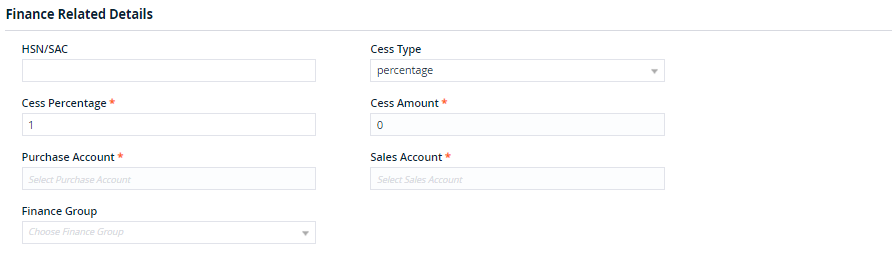 Finance Related Details
HSN/SAC
Cess Type
percentage
Cess Percentage *
1
Cess Amount *
0
Purchase Account *
Select Purchase Account
Sales Account *
Select Sales Account
Finance Group
Choose Finance Group